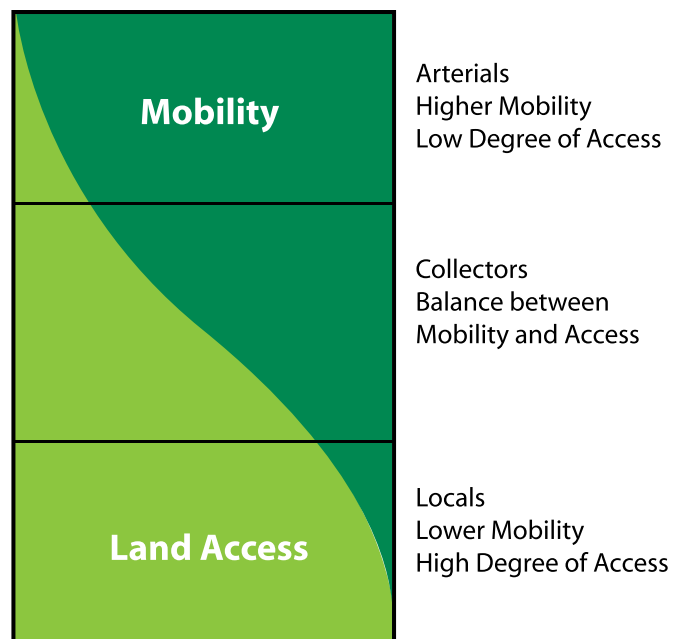 Mobility
Arterials
Higher Mobility
Low Degree of Access
Collectors
Balance between
Mobility and Access
Land Access
Locals
Lower Mobility
High Degree of Access